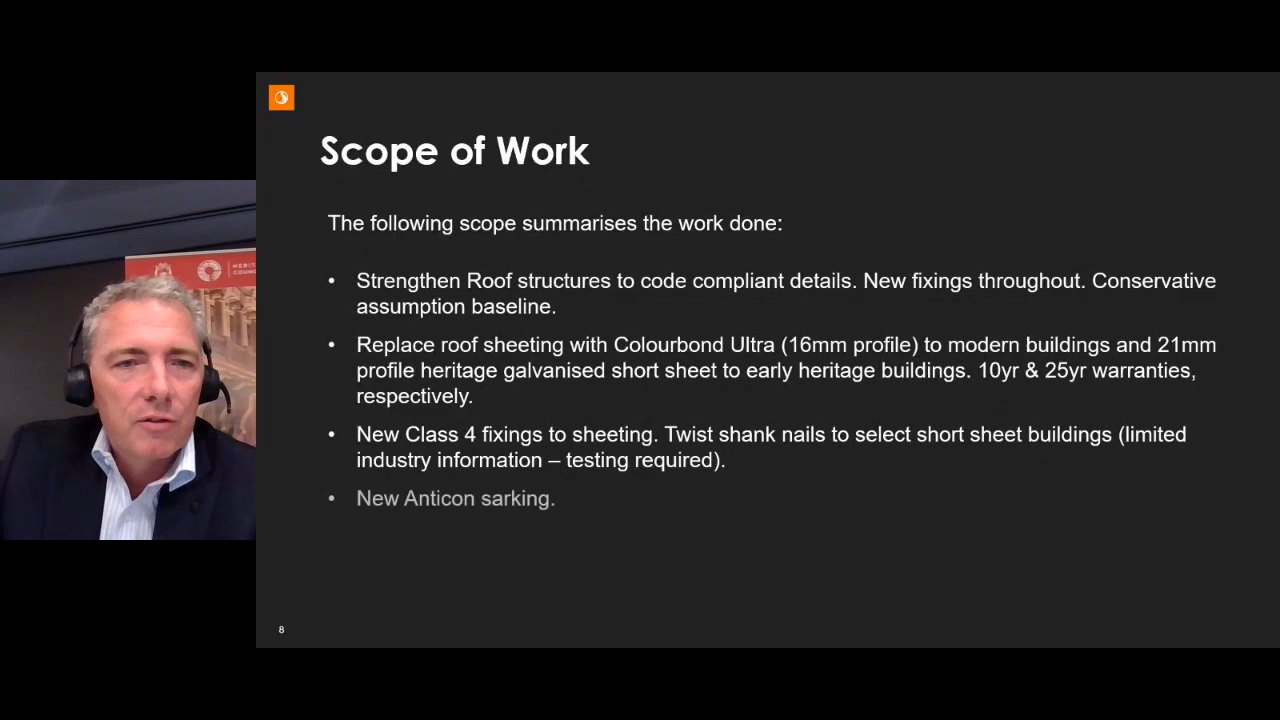 Scope of Work
The following scope summarises the work done:
• Strengthen Roof structures to code compliant details. New fixings throughout. Conservative
assumption baseline.
• Replace roof sheeting with Colourbond Ultra (16mm profile) to modern buildings and 21mm
profile heritage galvanised short sheet to early heritage buildings. 10yr & 25yr warranties,
respectively.
• New Class 4 fixings to sheeting. Twist shank nails to select short sheet buildings (limited
industry information – testing required).
• New Anticon sarking.
8